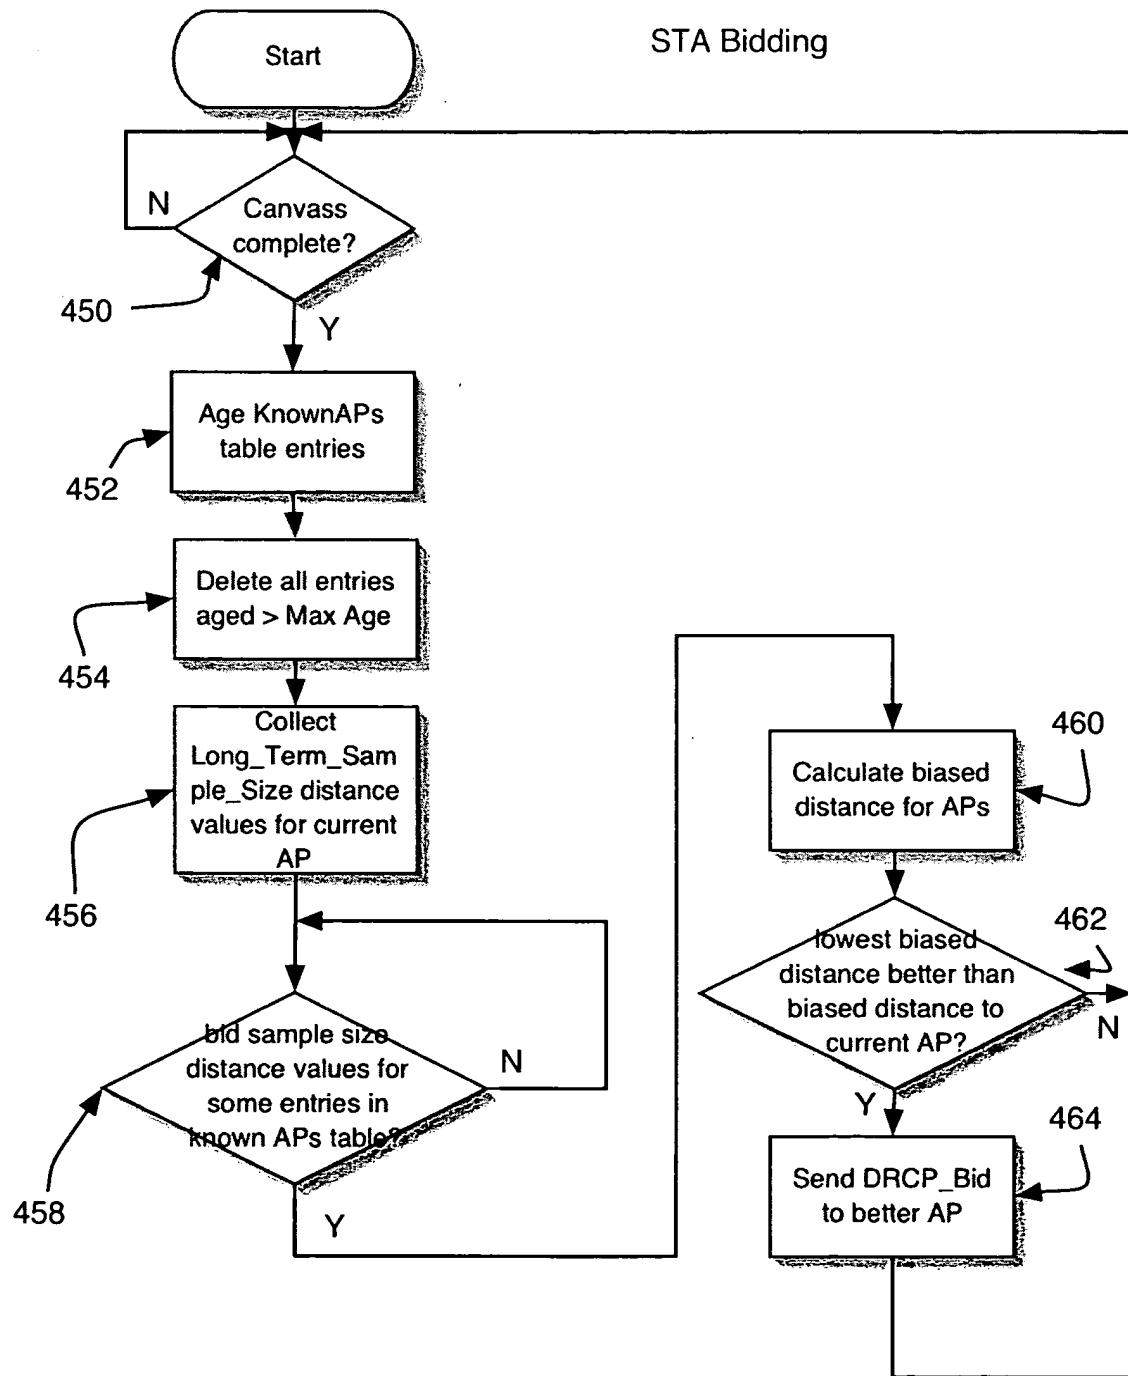 STA Bidding
Start
N
Canvass
complete?
450
Y
Age KnownAPs
table entries
452
Delete all entries
aged > Max Age
454
Collect
Long_Term_Sam
ple_Size distance
values for current
AP
456
bid sample size
distance values for
some entries in
known APs table?
N
458
Y
460
Calculate biased
distance for APs
462
lowest biased
distance better than
biased distance to
current AP?
N
Y
464
Send DRCP_Bid
to better AP